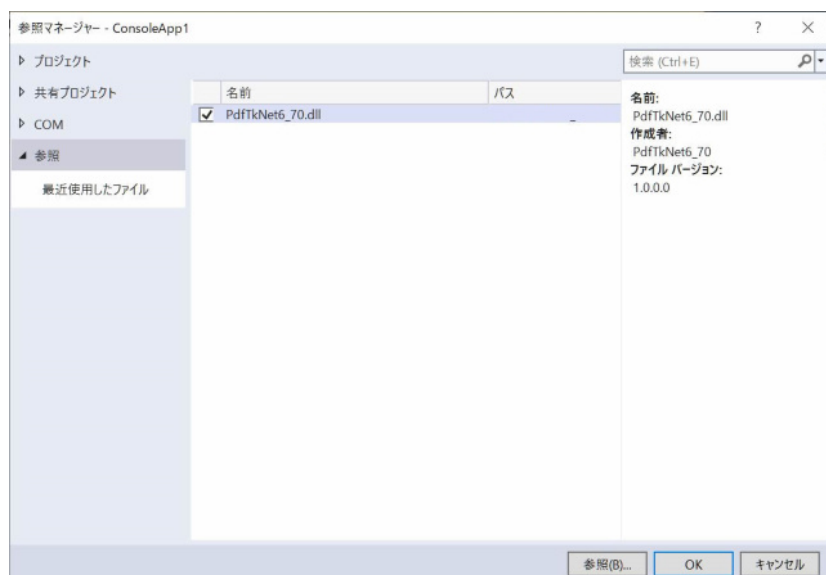 参照マネージャー - ConsoleApp1
プロジェクト
検索 (Ctrl+E)
共有プロジェクト
COM
参照
最近使用したファイル
名前 パス
PdfTkNet6_70.dll
名前:
PdfTkNet6_70.dll
作成者:
PdfTkNet6_70
ファイル バージョン:
1.0.0.0
参照(B)... OK キャンセル